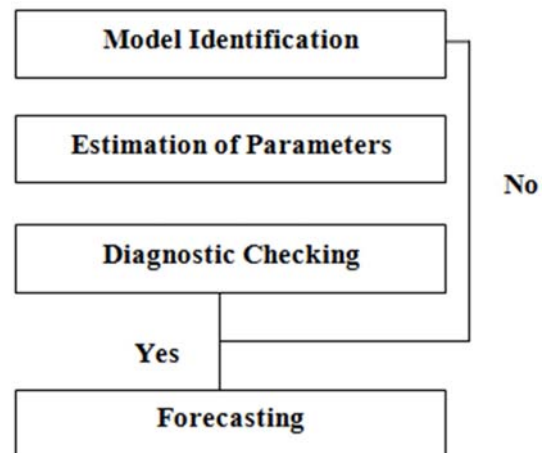 Model Identification
Estimation of Parameters
No
Diagnostic Checking
Yes
Forecasting